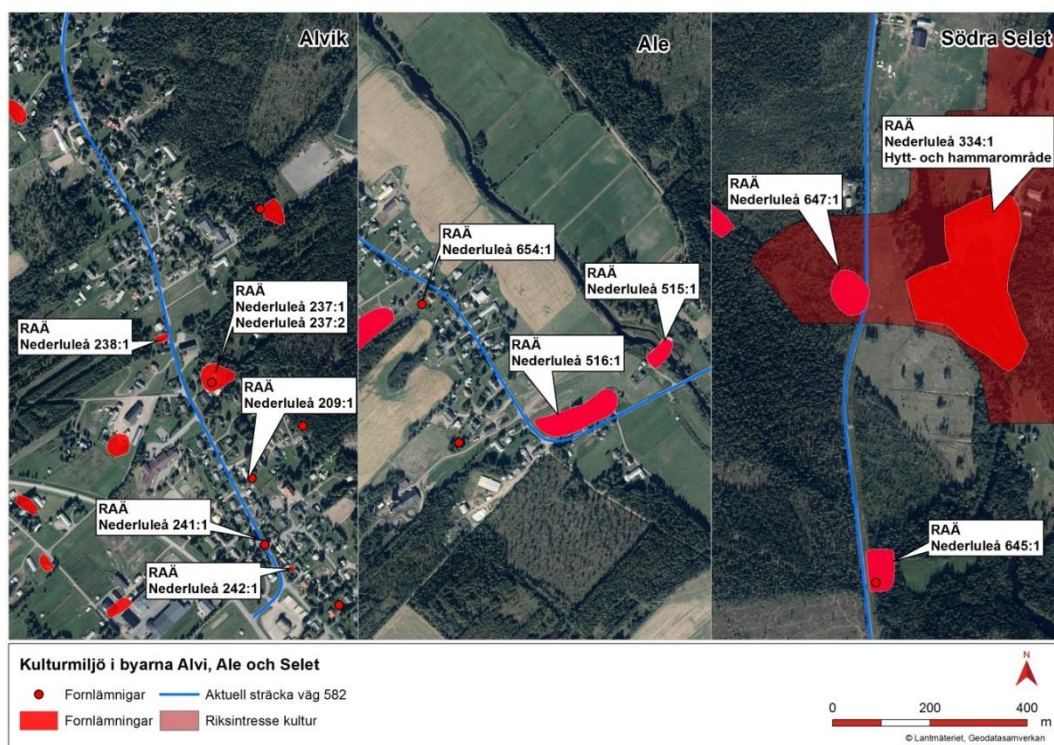 Alvik
RAÄ
Nederluleå 237:1
Nederluleå 237:2
RAÄ
Nederluleå 238:1
RAÄ
Nederluleå 209:1
RAÄ
Nederluleå 241:1
RAÄ
Nederluleå 242:1
Ale
RAÄ
Nederluleå 654:1
RAÄ
Nederluleå 515:1
RAÄ
Nederluleå 516:1
Södra Selet
RAÄ
Nederluleå 334:1
Hytt- och hammarområde
RAÄ
Nederluleå 647:1
RAÄ
Nederluleå 645:1
Kulturmiljö i byarna Alvi, Ale och Selet
Fornlämnigar
Aktuell sträcka väg 582
Fornlämningar
Riksintresse kultur
N
0 200 400
m
© Lantmäteriet, Geodatasamverkan